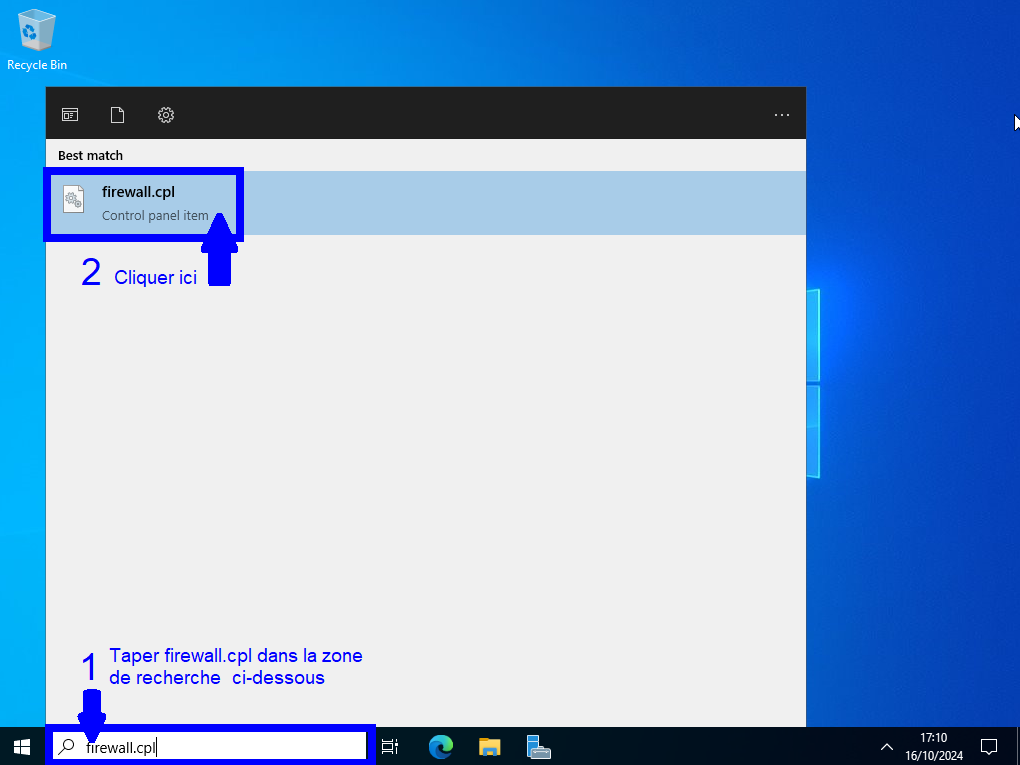 Recycle Bin
Best match
firewall.cpl
Control panel item
2 Cliquer ici
1 Taper firewall.cpl dans la zone
de recherche ci-dessous
firewall.cpl
17:10
16/10/2024